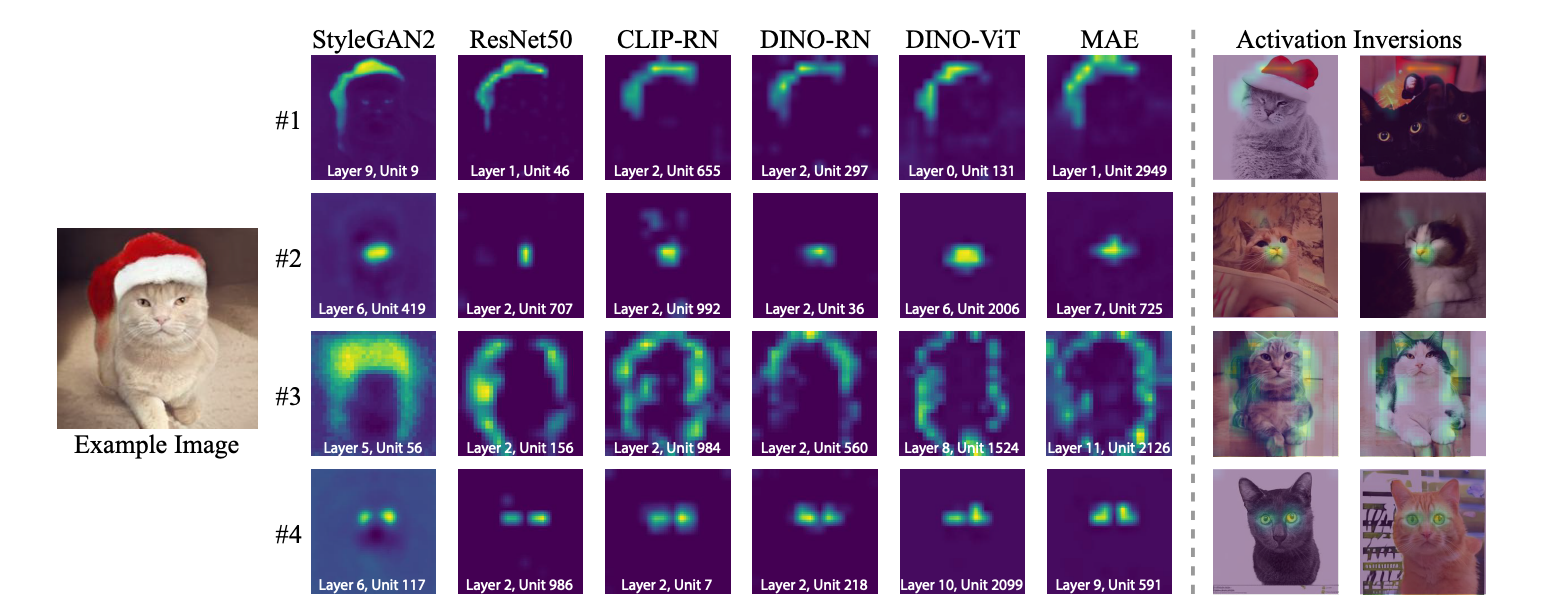 StyleGAN2 ResNet50 CLIP-RN DINO-RN DINO-ViT MAE Activation Inversions
#1
Layer 9, Unit 9 Layer 1, Unit 46 Layer 2, Unit 655 Layer 2, Unit 297 Layer 0, Unit 131 Layer 1, Unit 2949
#2
Layer 6, Unit 419 Layer 2, Unit 707 Layer 2, Unit 992 Layer 2, Unit 36 Layer 6, Unit 2006 Layer 7, Unit 725
#3
Example Image
Layer 5, Unit 56 Layer 2, Unit 156 Layer 2, Unit 984 Layer 2, Unit 560 Layer 8, Unit 1524 Layer 11, Unit 2126
#4
Layer 6, Unit 117 Layer 2, Unit 986 Layer 2, Unit 7 Layer 2, Unit 218 Layer 10, Unit 2099 Layer 9, Unit 591